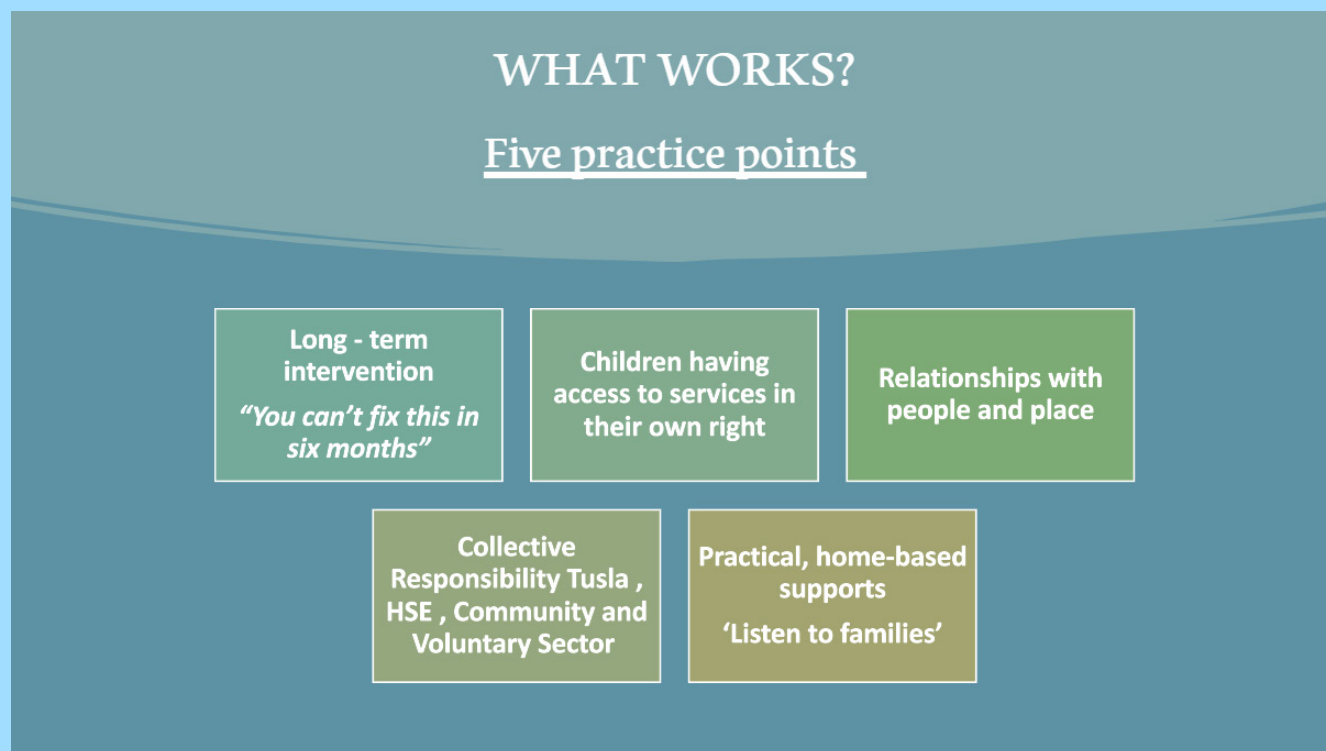 WHAT WORKS?
Five practice points
Long - term
intervention
“You can’t fix this in
six months”
Children having
access to services in
their own right
Relationships with
people and place
Collective
Responsibility Tusla ,
HSE , Community and
Voluntary Sector
Practical, home-based
supports
‘Listen to families’